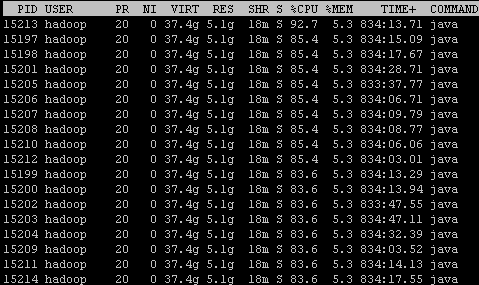 PID USER PR NI VIRT RES SHR S %CPU %MEM TIME+ COMMAND
15213 hadoop 20 0 37.4g 5.1g 18m S 92.7 5.3 834:13.71 java
15197 hadoop 20 0 37.4g 5.1g 18m S 85.4 5.3 834:15.09 java
15198 hadoop 20 0 37.4g 5.1g 18m S 85.4 5.3 834:17.67 java
15201 hadoop 20 0 37.4g 5.1g 18m S 85.4 5.3 834:28.71 java
15205 hadoop 20 0 37.4g 5.1g 18m S 85.4 5.3 833:37.77 java
15206 hadoop 20 0 37.4g 5.1g 18m S 85.4 5.3 834:06.71 java
15207 hadoop 20 0 37.4g 5.1g 18m S 85.4 5.3 834:09.79 java
15208 hadoop 20 0 37.4g 5.1g 18m S 85.4 5.3 834:08.77 java
15210 hadoop 20 0 37.4g 5.1g 18m S 85.4 5.3 834:06.06 java
15212 hadoop 20 0 37.4g 5.1g 18m S 85.4 5.3 834:03.01 java
15199 hadoop 20 0 37.4g 5.1g 18m S 83.6 5.3 834:13.29 java
15200 hadoop 20 0 37.4g 5.1g 18m S 83.6 5.3 834:13.94 java
15202 hadoop 20 0 37.4g 5.1g 18m S 83.6 5.3 833:47.55 java
15203 hadoop 20 0 37.4g 5.1g 18m S 83.6 5.3 834:47.11 java
15204 hadoop 20 0 37.4g 5.1g 18m S 83.6 5.3 834:32.39 java
15209 hadoop 20 0 37.4g 5.1g 18m S 83.6 5.3 834:03.52 java
15211 hadoop 20 0 37.4g 5.1g 18m S 83.6 5.3 834:14.13 java
15214 hadoop 20 0 37.4g 5.1g 18m S 83.6 5.3 834:17.55 java